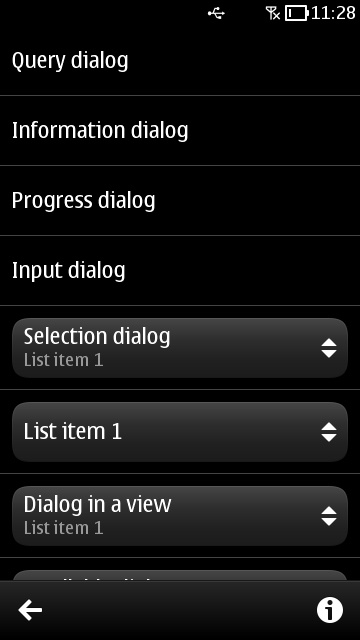 11:28
Query dialog
Information dialog
Progress dialog
Input dialog
Selection dialog
List item 1
List item 1
Dialog in a view
List item 1